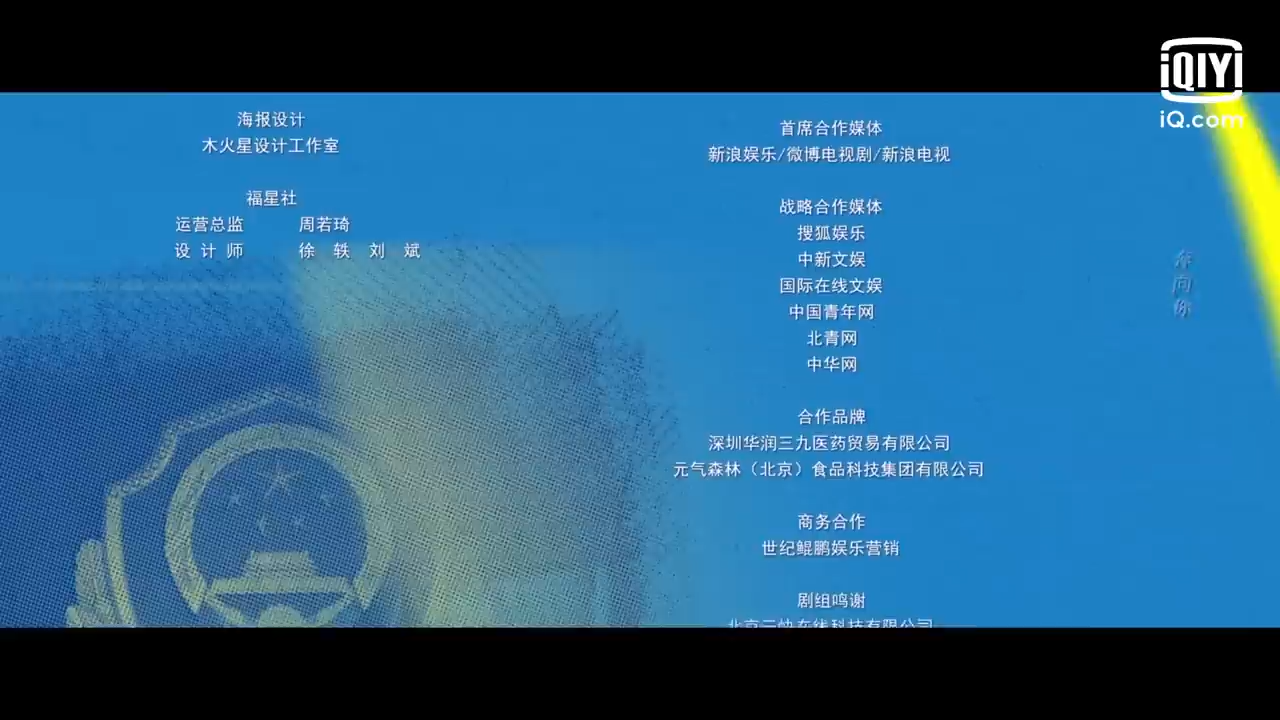 iQIYI
iQ.com
海报设计
木火星设计工作室
福星社
运营总监 周若琦
设 计 师 徐 轶 刘 斌
首席合作媒体
新浪娱乐/微博电视剧/新浪电视
战略合作媒体
搜狐娱乐
中新文娱
国际在线文娱
中国青年网
北青网
中华网
合作品牌
深圳华润三九医药贸易有限公司
元气森林（北京）食品科技集团有限公司
商务合作
世纪鲲鹏娱乐营销
剧组鸣谢